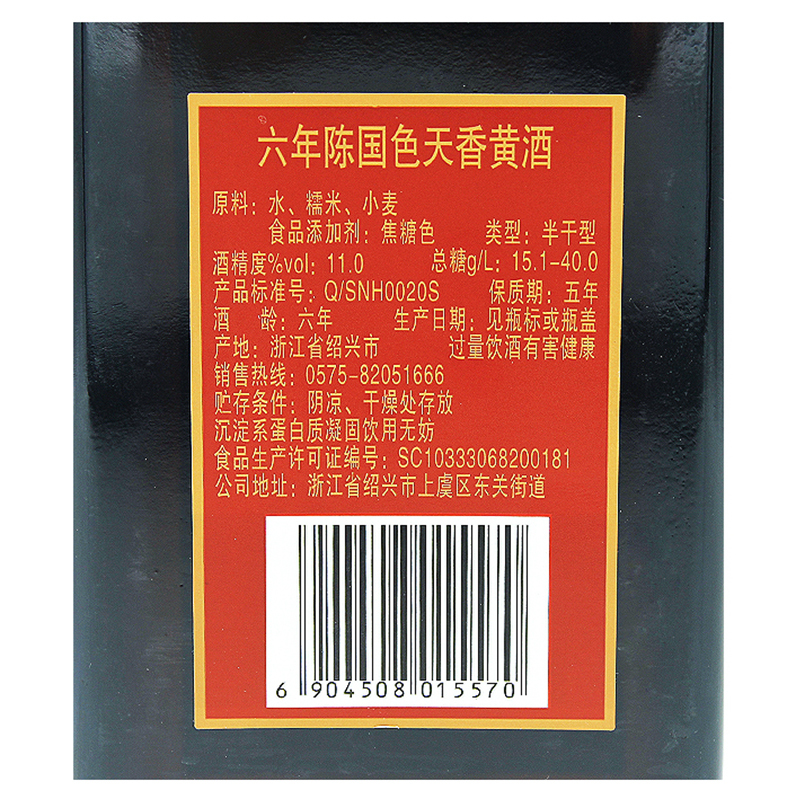 六年陈国色天香黄酒
原料：水、糯米、小麦
食品添加剂：焦糖色 类型：半干型
酒精度%vol：11.0 总糖g/L：15.1-40.0
产品标准号：Q/SNH0020S 保质期：五年
酒 龄：六年 生产日期：见瓶标或瓶盖
产地：浙江省绍兴市 过量饮酒有害健康
销售热线：0575-82051666
贮存条件：阴凉、干燥处存放
沉淀系蛋白质凝固饮用无妨
食品生产许可证编号：SC10333068200181
公司地址：浙江省绍兴市上虞区东关街道
6 904508 015570